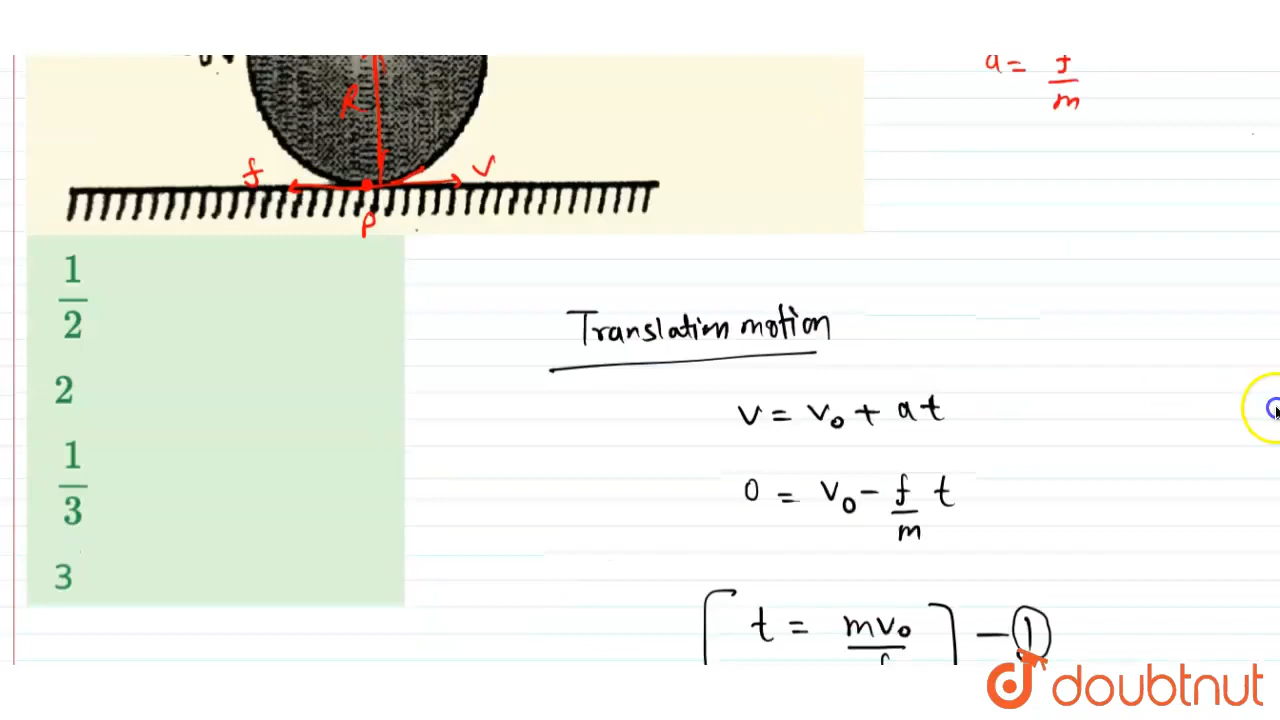 a = f/m
R
f
V
P
1/2
2
1/3
3
Translation motion
v = v₀ + at
0 = v₀ - f/m t
[ t = mv₀/f ] - ①
doubtnut